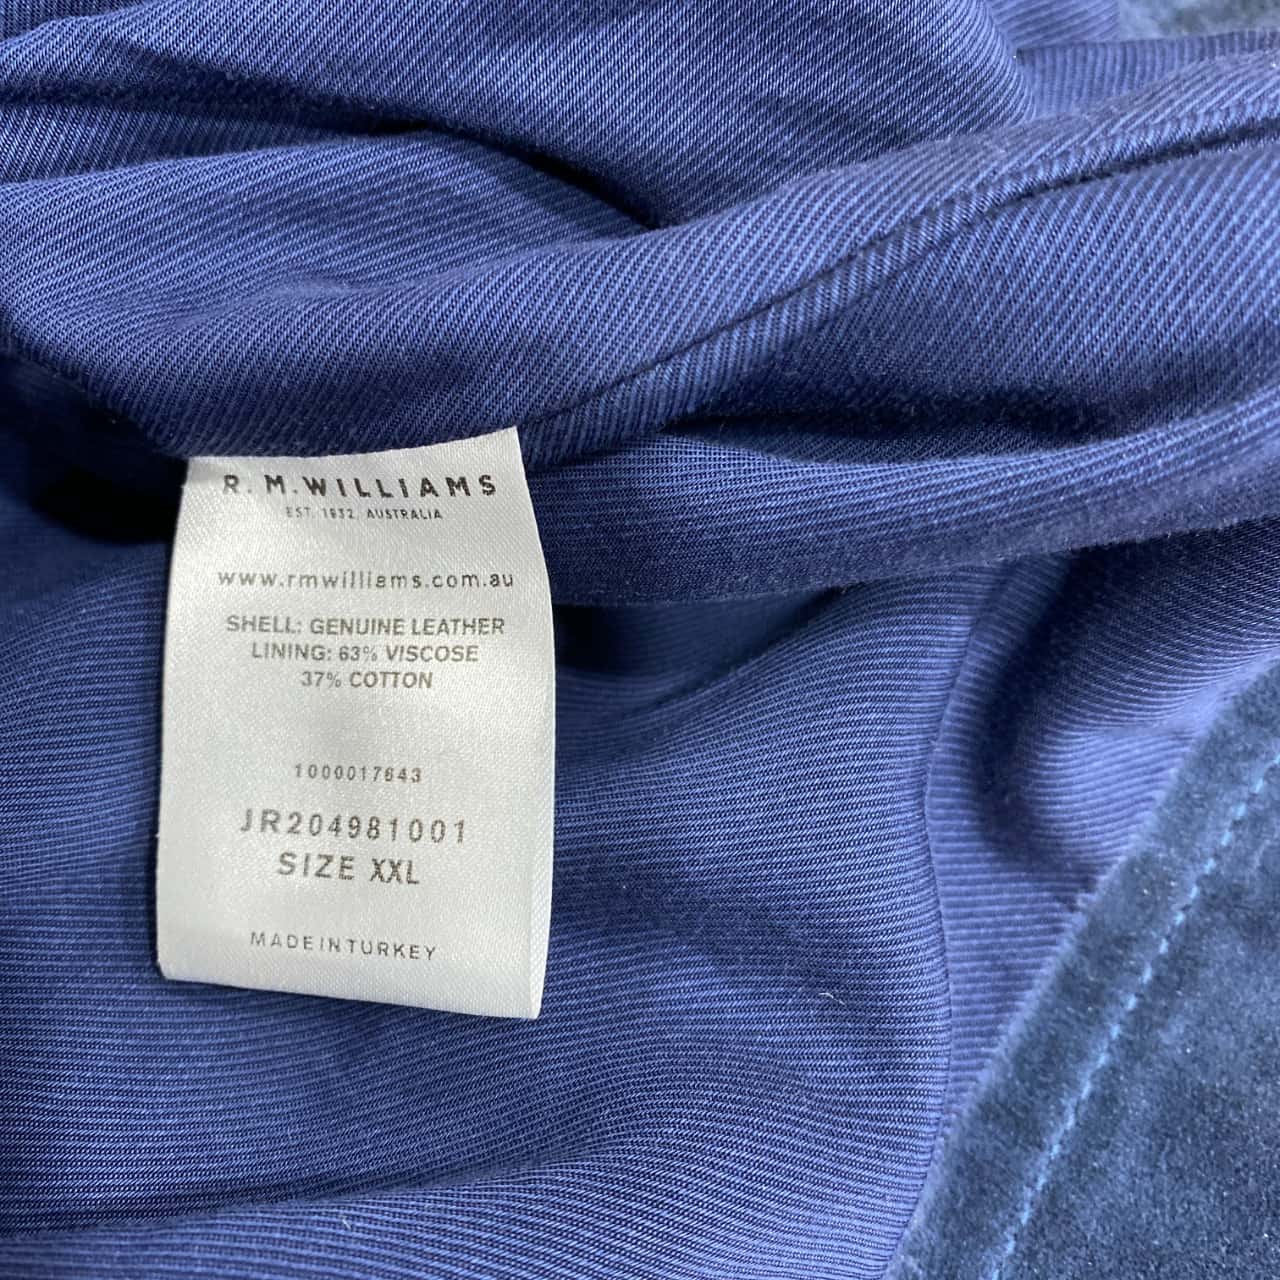 R. M. WILLIAMS
EST. 1932. AUSTRALIA
www.rmwilliams.com.au
SHELL: GENUINE LEATHER
LINING: 63% VISCOSE
37% COTTON
1000017643
JR204981001
SIZE XXL
MADE IN TURKEY